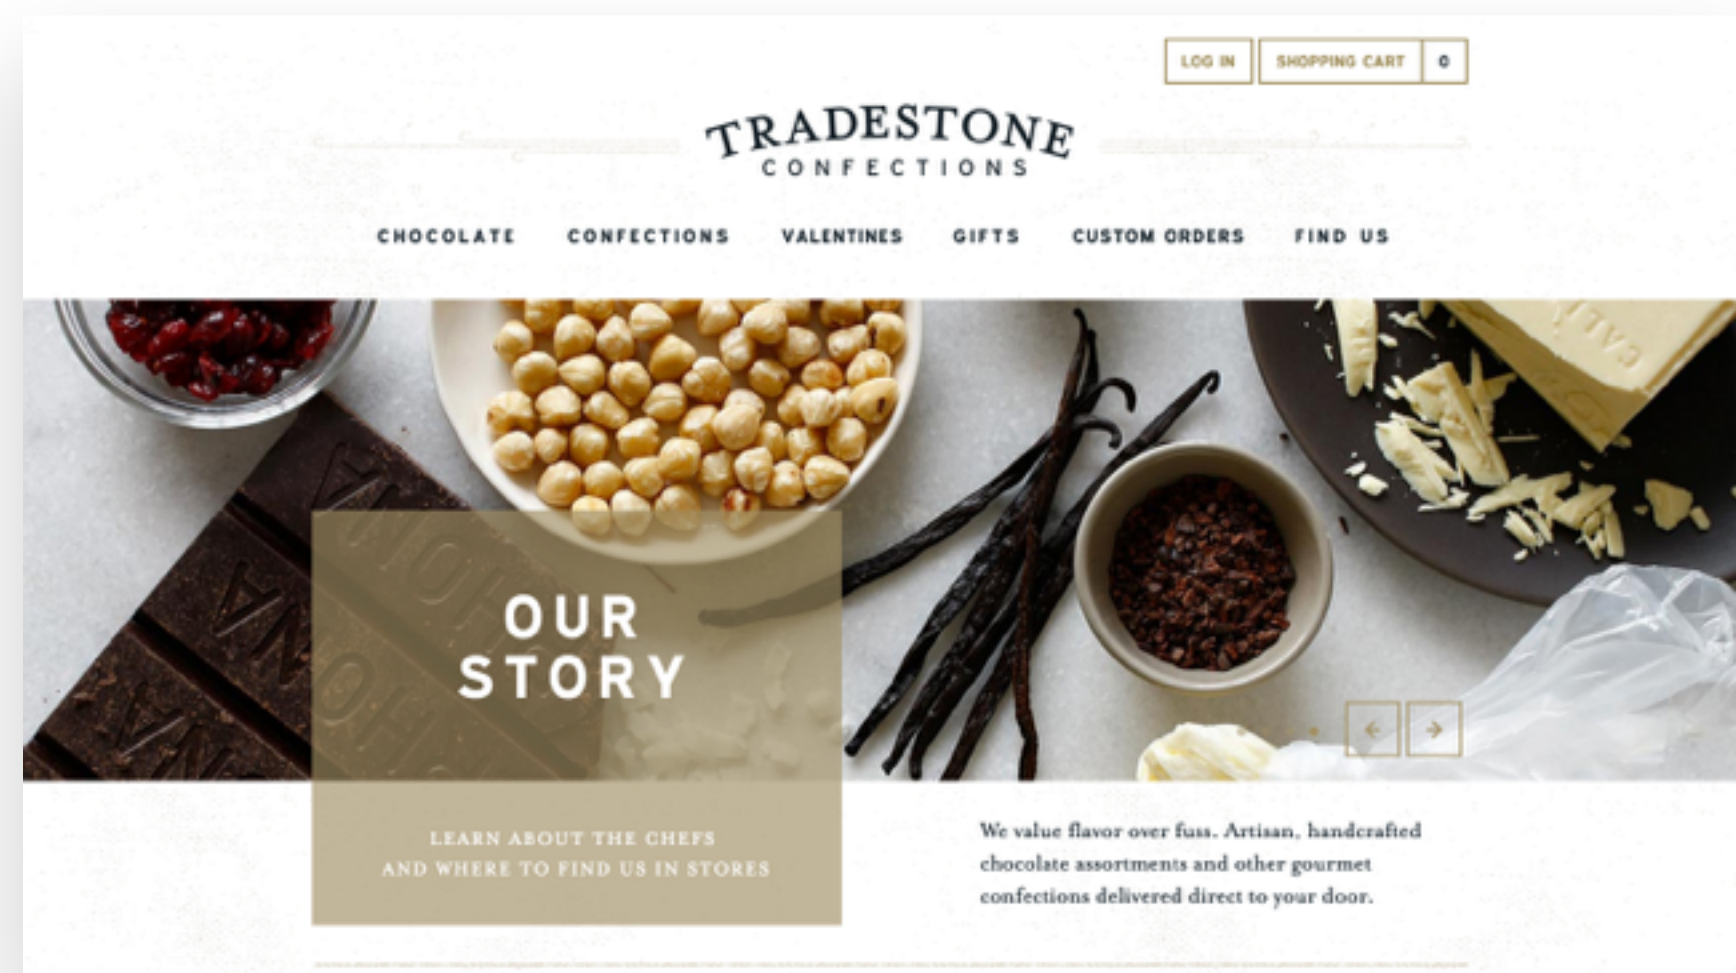 LOG IN
SHOPPING CART 0
TRADESTONE
CONFECTIONS
CHOCOLATE CONFECTIONS VALENTINES GIFTS CUSTOM ORDERS FIND US
CALI
OUR
STORY
LEARN ABOUT THE CHEFS
AND WHERE TO FIND US IN STORES
We value flavor over fuss. Artisan, handcrafted
chocolate assortments and other gourmet
confections delivered direct to your door.